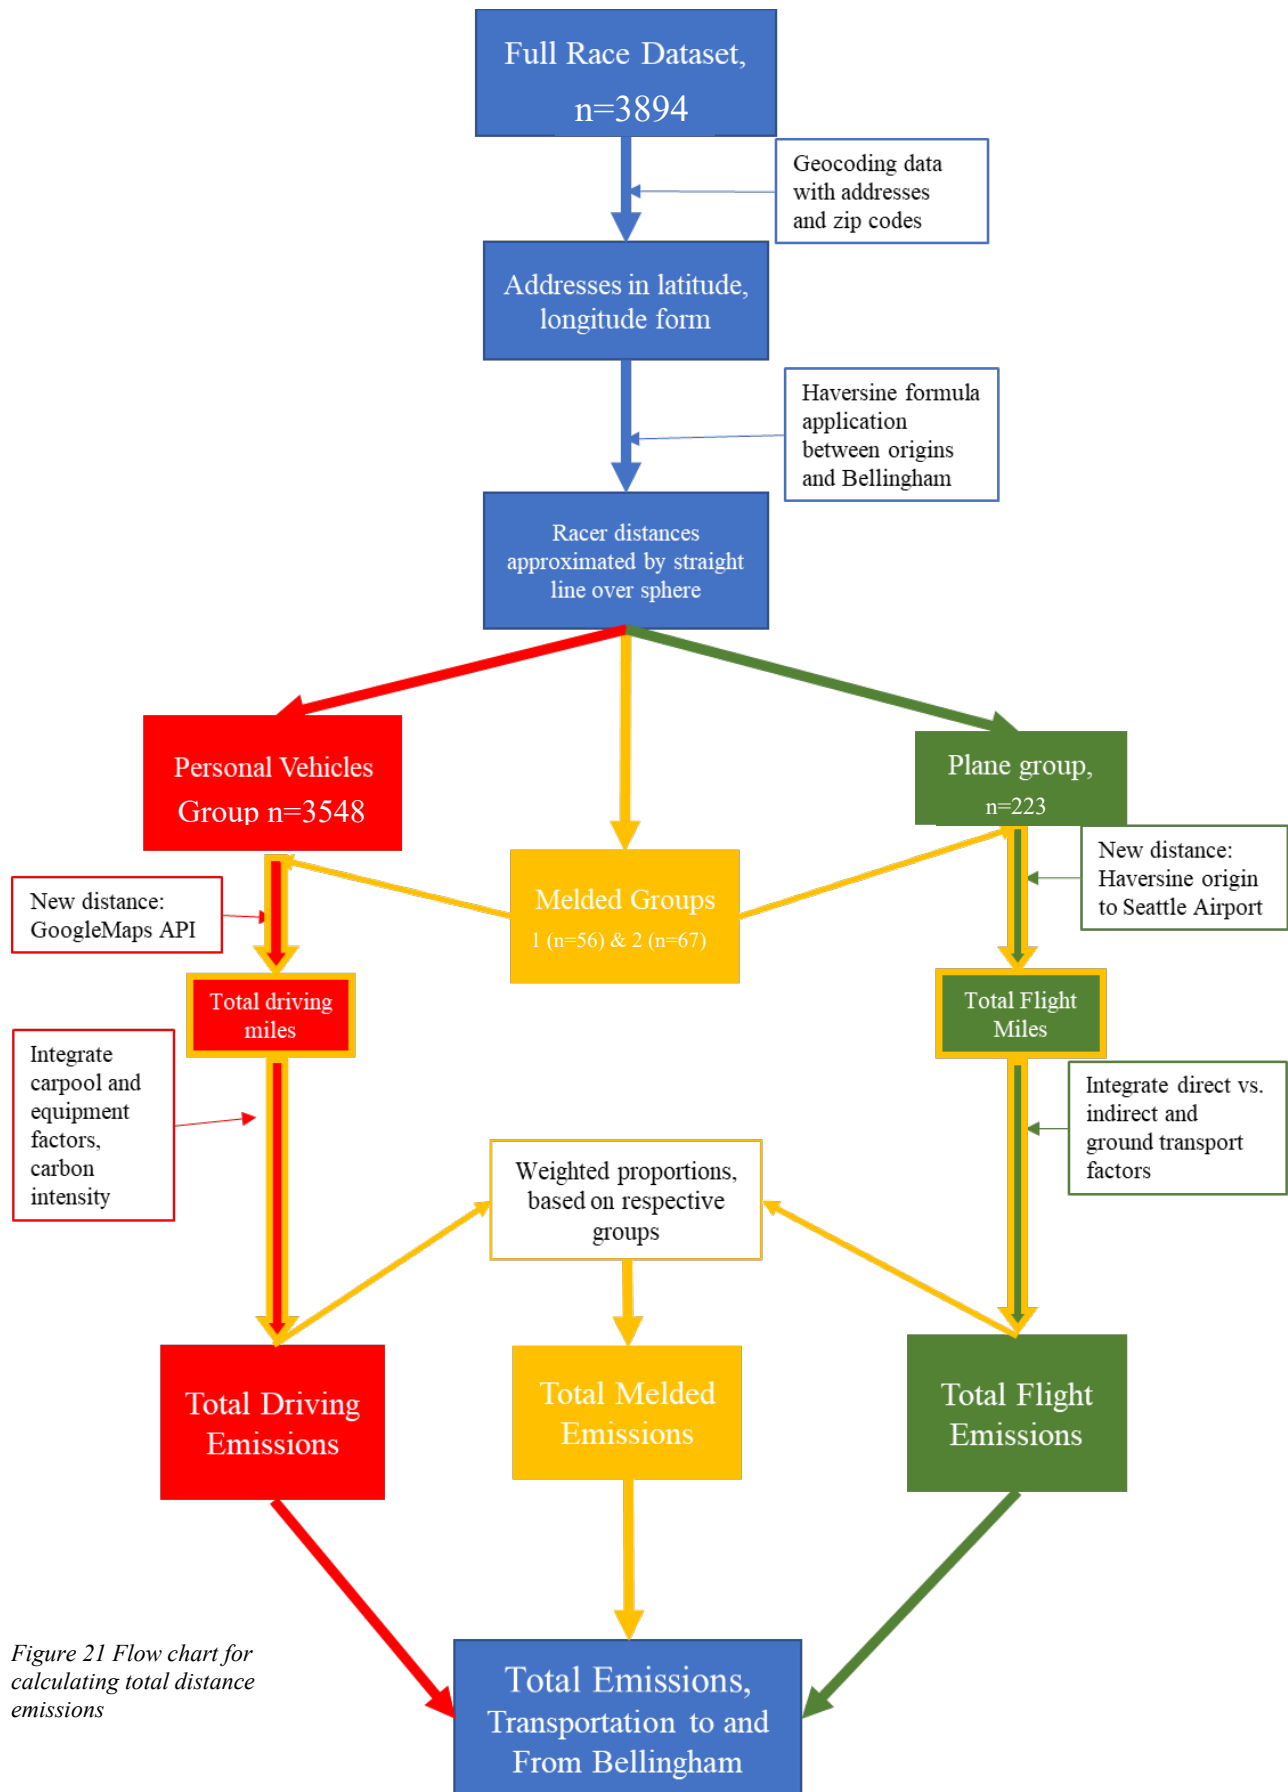 Full Race Dataset,
n=3894
Geocoding data
with addresses
and zip codes
Addresses in latitude,
longitude form
Haversine formula
application
between origins
and Bellingham
Racer distances
approximated by straight
line over sphere
Personal Vehicles
Group n=3548
Plane group,
n=223
Melded Groups
1 (n=56) & 2 (n=67)
New distance:
GoogleMaps API
New distance:
Haversine origin
to Seattle Airport
Total driving
miles
Total Flight
Miles
Integrate
carpool and
equipment
factors,
carbon
intensity
Integrate direct vs.
indirect and
ground transport
factors
Weighted proportions,
based on respective
groups
Total Driving
Emissions
Total Melded
Emissions
Total Flight
Emissions
Figure 21 Flow chart for
calculating total distance
emissions
Total Emissions,
Transportation to and
From Bellingham